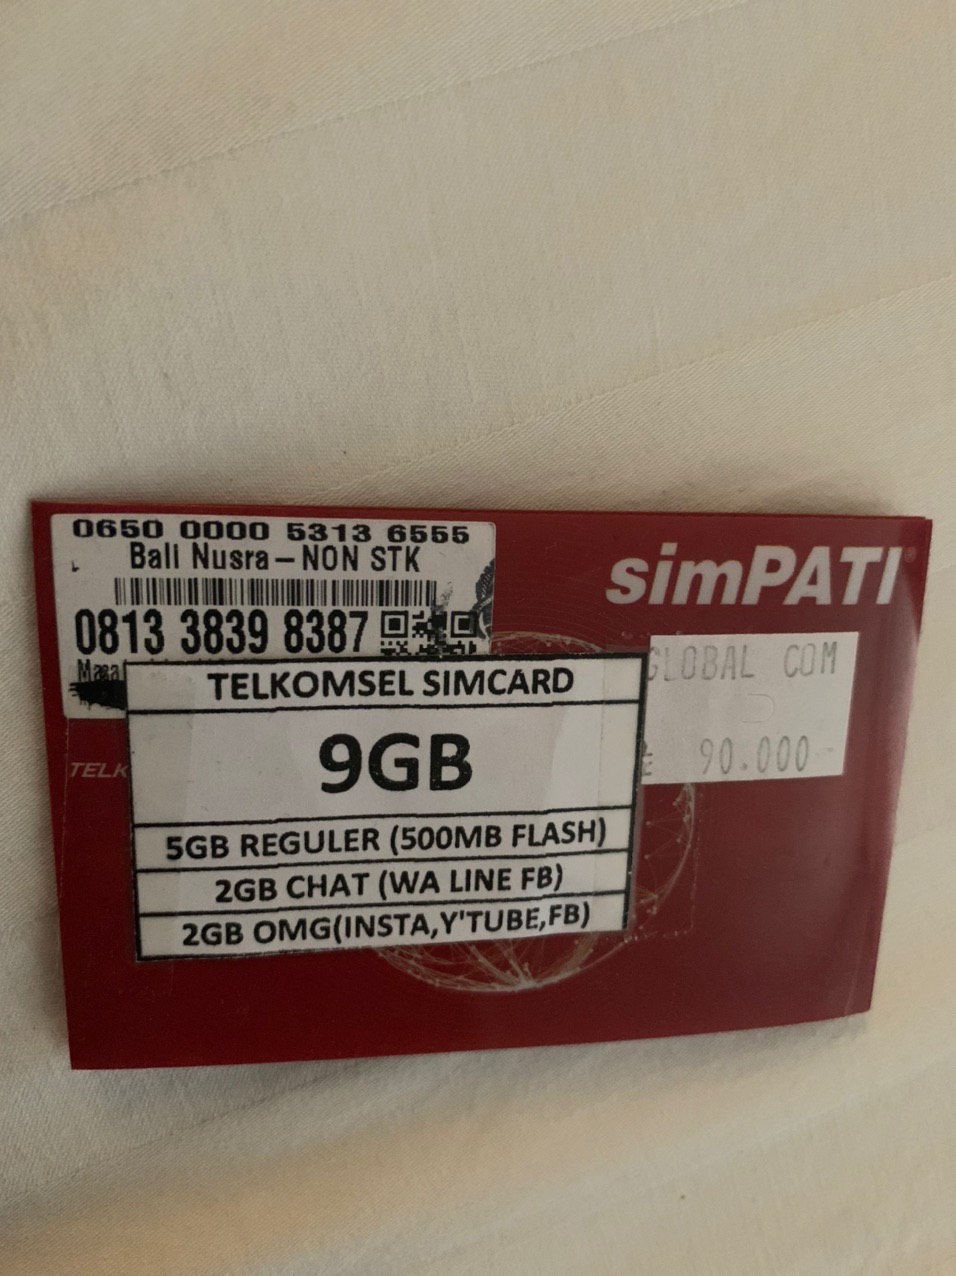 0650 0000 5313 6555
Bali Nusra-NON STK
0813 3839 8387
simPATI
GLOBAL COM
90.000
TELKOMSEL SIMCARD
9GB
5GB REGULER (500MB FLASH)
2GB CHAT (WA LINE FB)
2GB OMG(INSTA,Y'TUBE,FB)
TELK